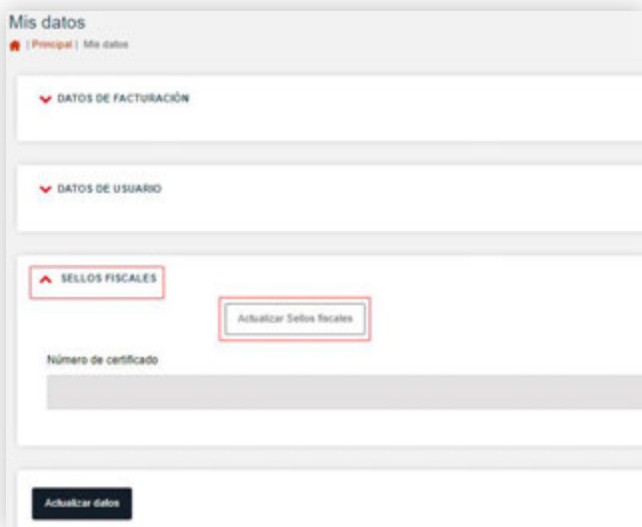 Mis datos
| Principal | Mis datos
DATOS DE FACTURACIÓN
DATOS DE USUARIO
SELLOS FISCALES
Actualizar Sellos fiscales
Número de certificado
Actualizar datos